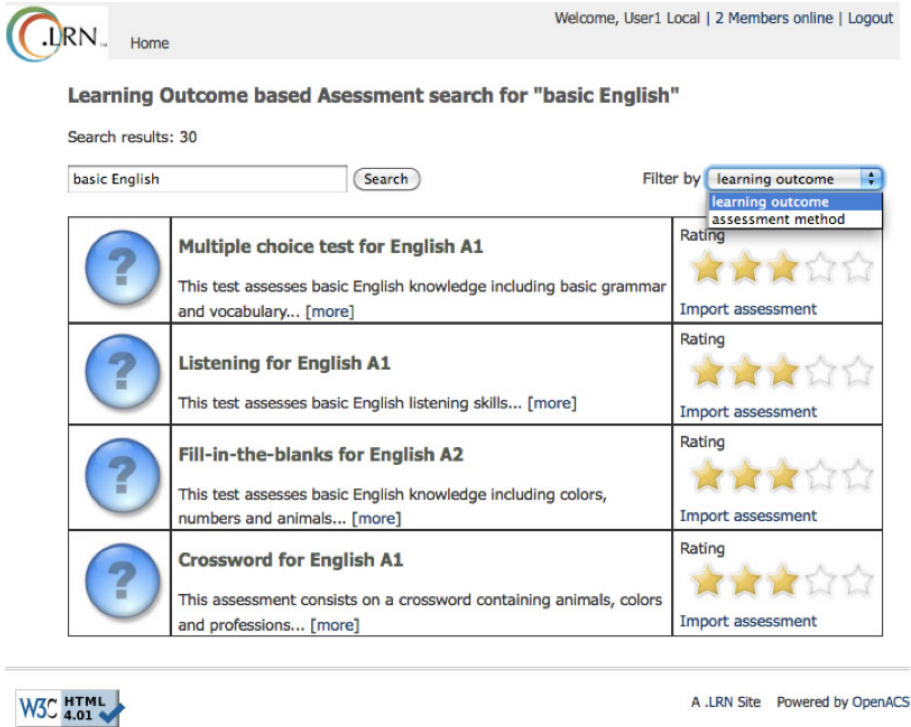 .LRN™
Home
Welcome, User1 Local | 2 Members online | Logout
Learning Outcome based Asessment search for "basic English"
Search results: 30
basic English
Search
Filter by learning outcome
learning outcome
assessment method
Multiple choice test for English A1
This test assesses basic English knowledge including basic grammar
and vocabulary... [more]
Rating
Import assessment
Listening for English A1
This test assesses basic English listening skills... [more]
Rating
Import assessment
Fill-in-the-blanks for English A2
This test assesses basic English knowledge including colors,
numbers and animals... [more]
Rating
Import assessment
Crossword for English A1
This assessment consists on a crossword containing animals, colors
and professions... [more]
Rating
Import assessment
W3C HTML
4.01
A .LRN Site Powered by OpenACS